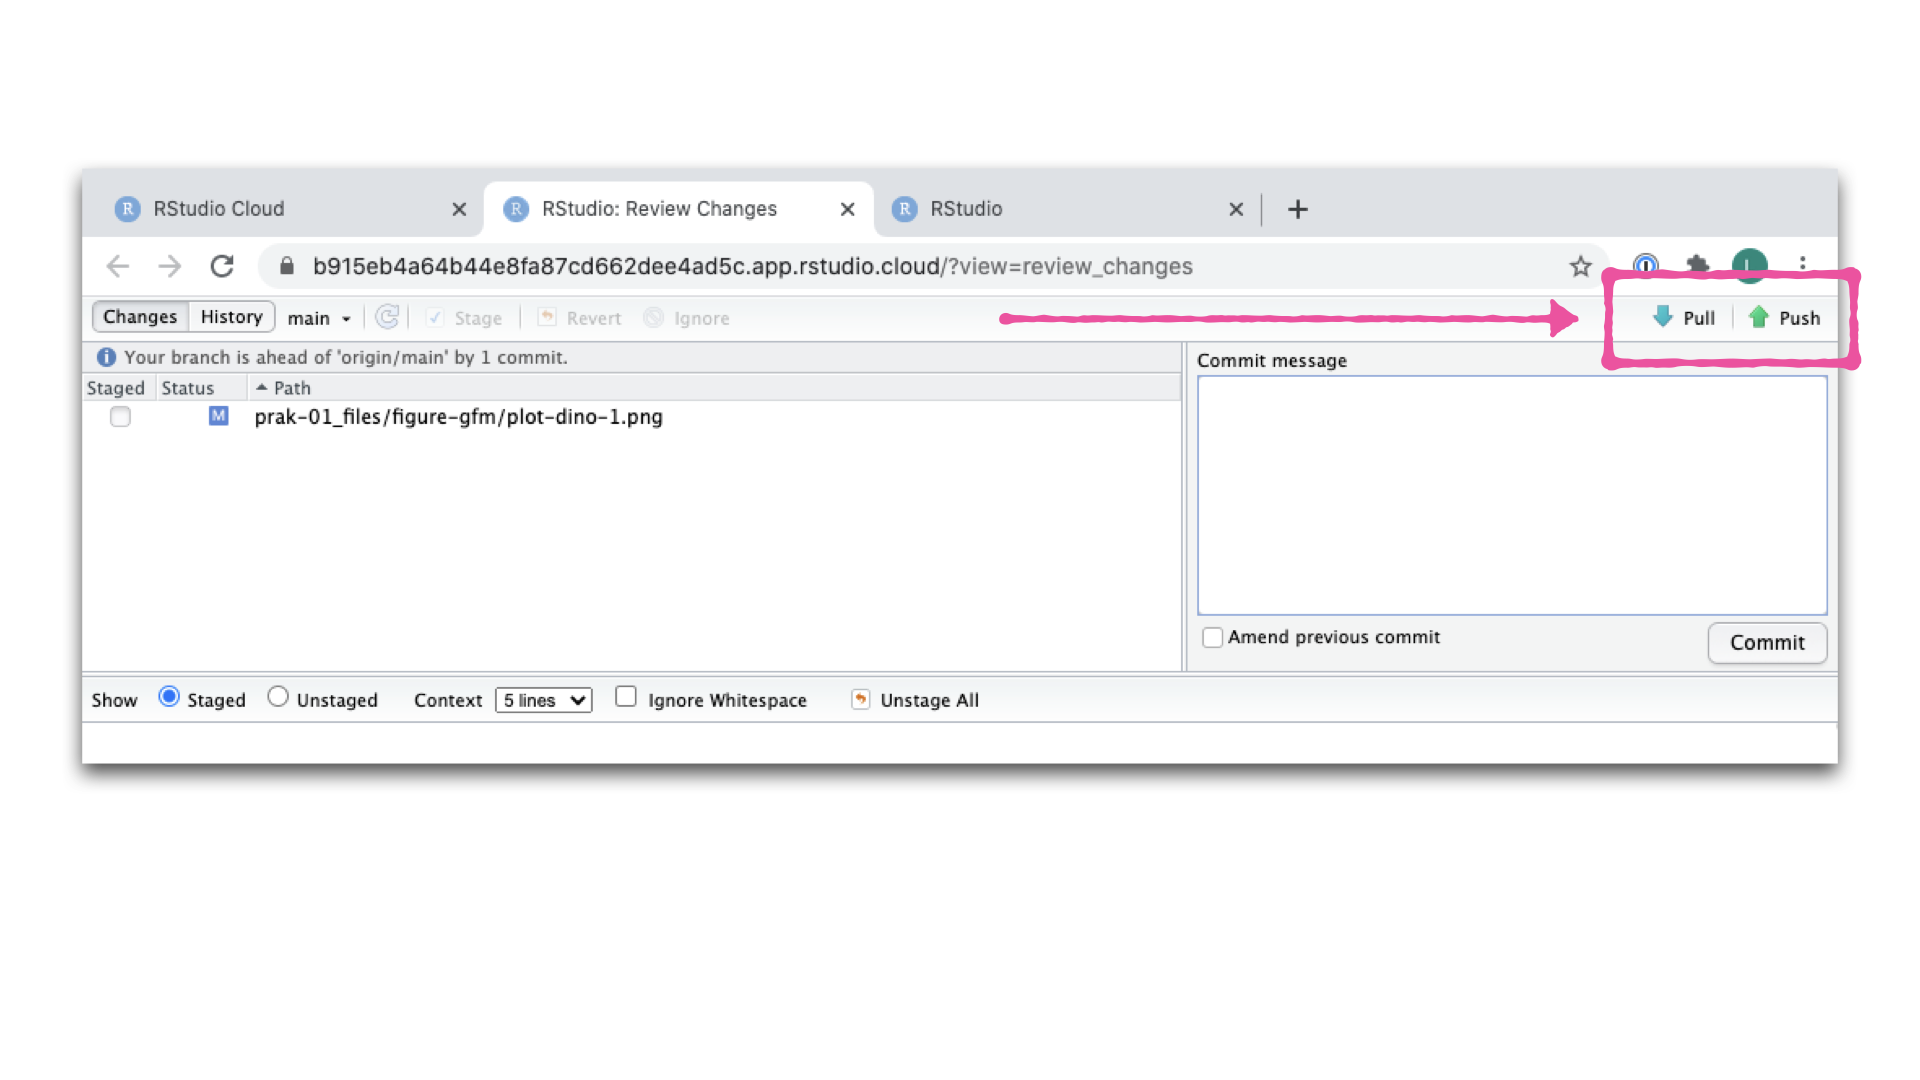 RStudio Cloud
RStudio: Review Changes
RStudio
b915eb4a64b44e8fa87cd662dee4ad5c.app.rstudio.cloud/?view=review_changes
Changes History main Stage Revert Ignore Pull Push
Your branch is ahead of 'origin/main' by 1 commit.
Staged Status Path
M prak-01_files/figure-gfm/plot-dino-1.png
Commit message
Amend previous commit
Commit
Show Staged Unstaged Context 5 lines Ignore Whitespace Unstage All